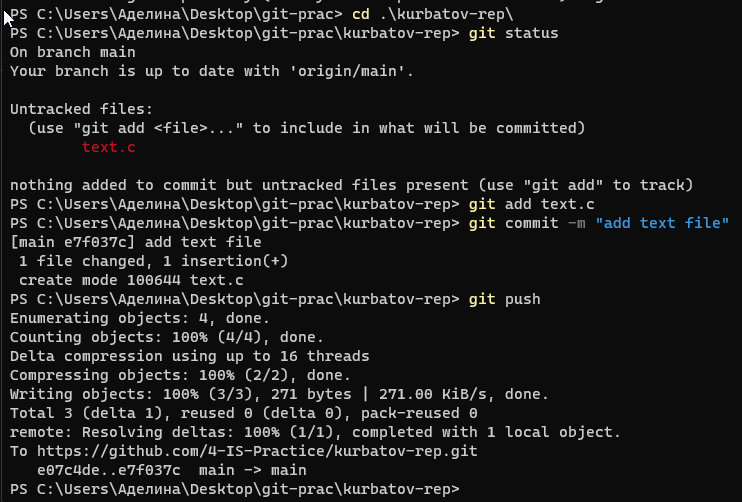 PS C:\Users\Аделина\Desktop\git-prac> cd .\kurbatov-rep\
PS C:\Users\Аделина\Desktop\git-prac\kurbatov-rep> git status
On branch main
Your branch is up to date with 'origin/main'.

Untracked files:
  (use "git add <file>..." to include in what will be committed)
        text.c

nothing added to commit but untracked files present (use "git add" to track)
PS C:\Users\Аделина\Desktop\git-prac\kurbatov-rep> git add text.c
PS C:\Users\Аделина\Desktop\git-prac\kurbatov-rep> git commit -m "add text file"
[main e7f037c] add text file
 1 file changed, 1 insertion(+)
 create mode 100644 text.c
PS C:\Users\Аделина\Desktop\git-prac\kurbatov-rep> git push
Enumerating objects: 4, done.
Counting objects: 100% (4/4), done.
Delta compression using up to 16 threads
Compressing objects: 100% (2/2), done.
Writing objects: 100% (3/3), 271 bytes | 271.00 KiB/s, done.
Total 3 (delta 1), reused 0 (delta 0), pack-reused 0
remote: Resolving deltas: 100% (1/1), completed with 1 local object.
To https://github.com/4-IS-Practice/kurbatov-rep.git
   e07c4de..e7f037c  main -> main
PS C:\Users\Аделина\Desktop\git-prac\kurbatov-rep>